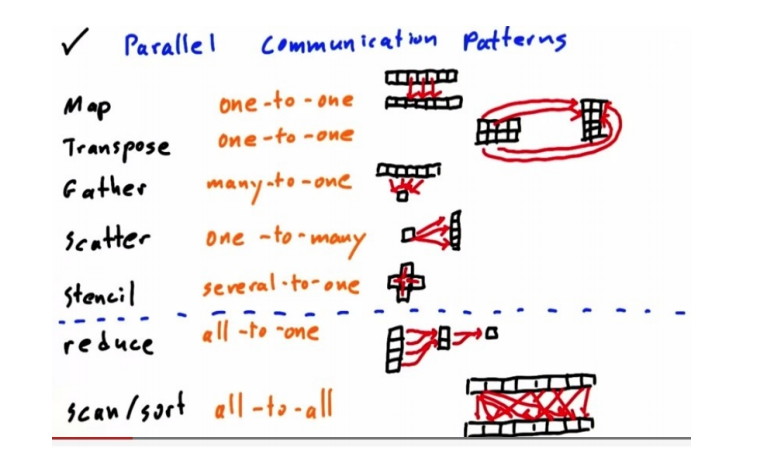 ✓ Parallel Communication Patterns
Map one-to-one
Transpose one-to-one
Gather many-to-one
Scatter one-to-many
Stencil several-to-one
reduce all-to-one
scan/sort all-to-all